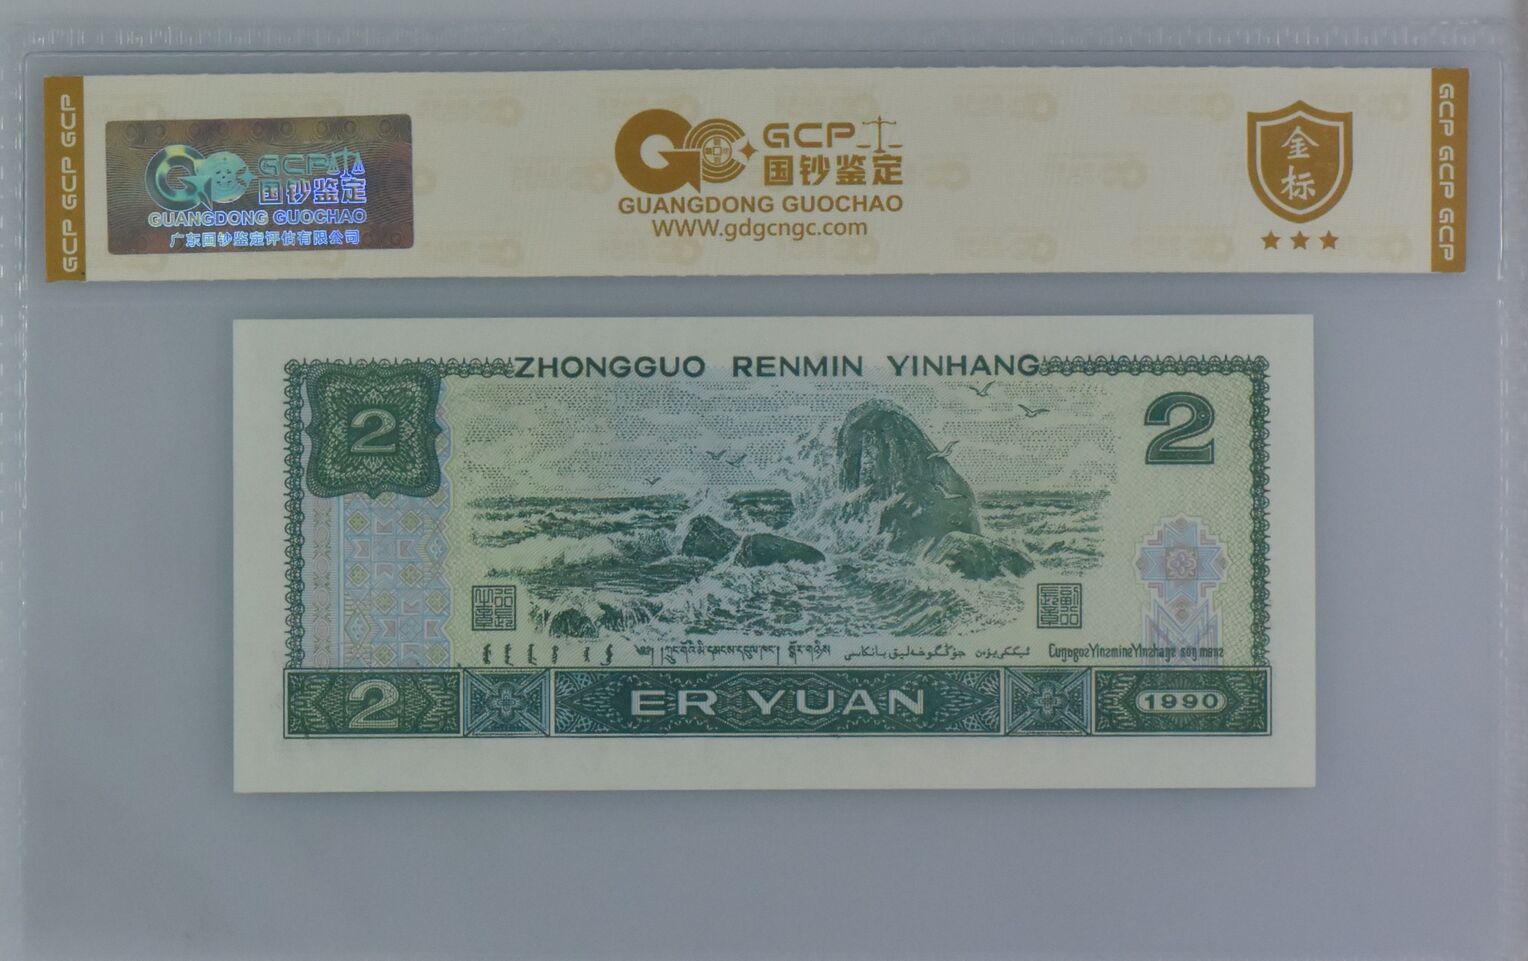 GCP GCP GCP
GCP
国钞鉴定
GUANGDONG GUOCHAO
广东国钞鉴定评估有限公司
GCP
国钞鉴定
GUANGDONG GUOCHAO
WWW.gdgcngc.com
金标
GCP GCP GCP
ZHONGGUO RENMIN YINHANG
2
2
2
ER YUAN
1990